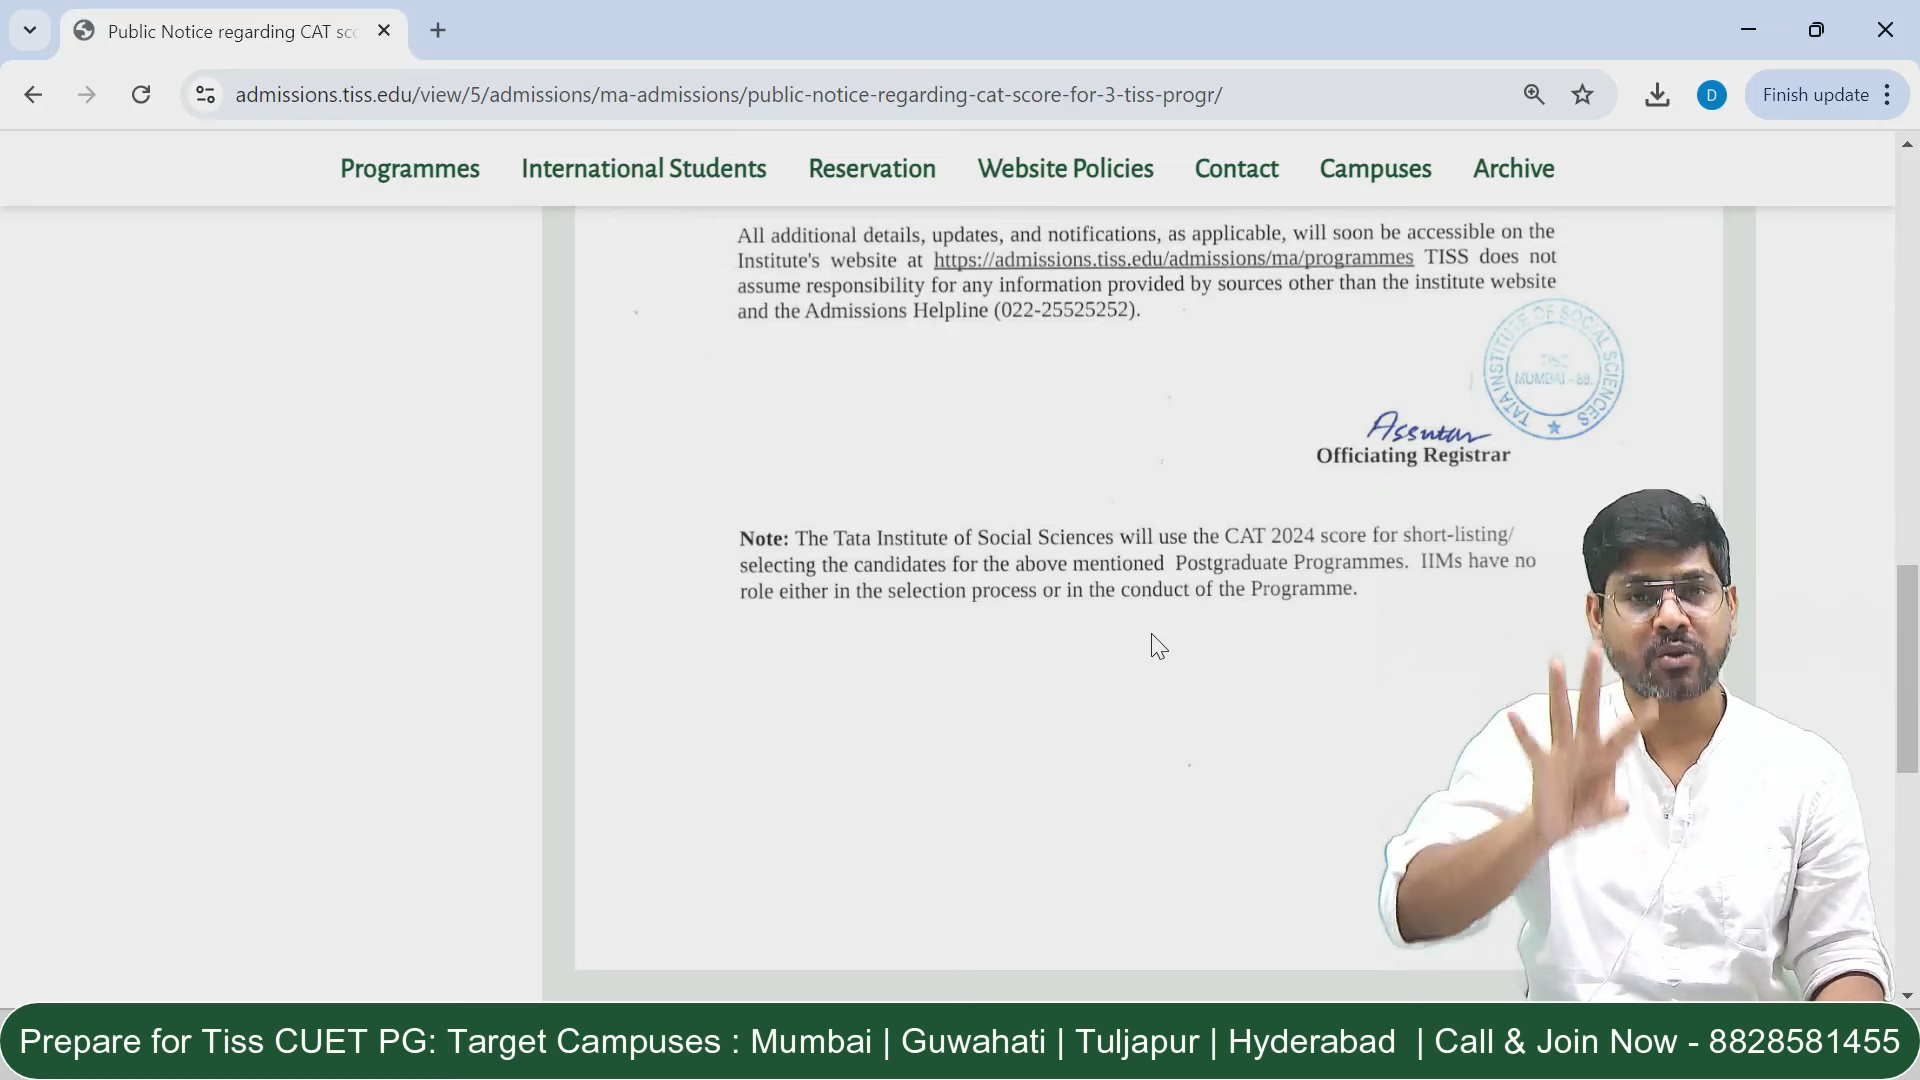 Public Notice regarding CAT sc
admissions.tiss.edu/view/5/admissions/ma-admissions/public-notice-regarding-cat-score-for-3-tiss-progr/
D
Finish update
Programmes International Students Reservation Website Policies Contact Campuses Archive
All additional details, updates, and notifications, as applicable, will soon be accessible on the
Institute's website at https://admissions.tiss.edu/admissions/ma/programmes TISS does not
assume responsibility for any information provided by sources other than the institute website
and the Admissions Helpline (022-25525252).
TATA INSTITUTE OF SOCIAL SCIENCES
MUMBAI - 88.
Officiating Registrar
Note: The Tata Institute of Social Sciences will use the CAT 2024 score for short-listing/
selecting the candidates for the above mentioned Postgraduate Programmes. IIMs have no
role either in the selection process or in the conduct of the Programme.
Prepare for Tiss CUET PG: Target Campuses : Mumbai | Guwahati | Tuljapur | Hyderabad | Call & Join Now - 8828581455